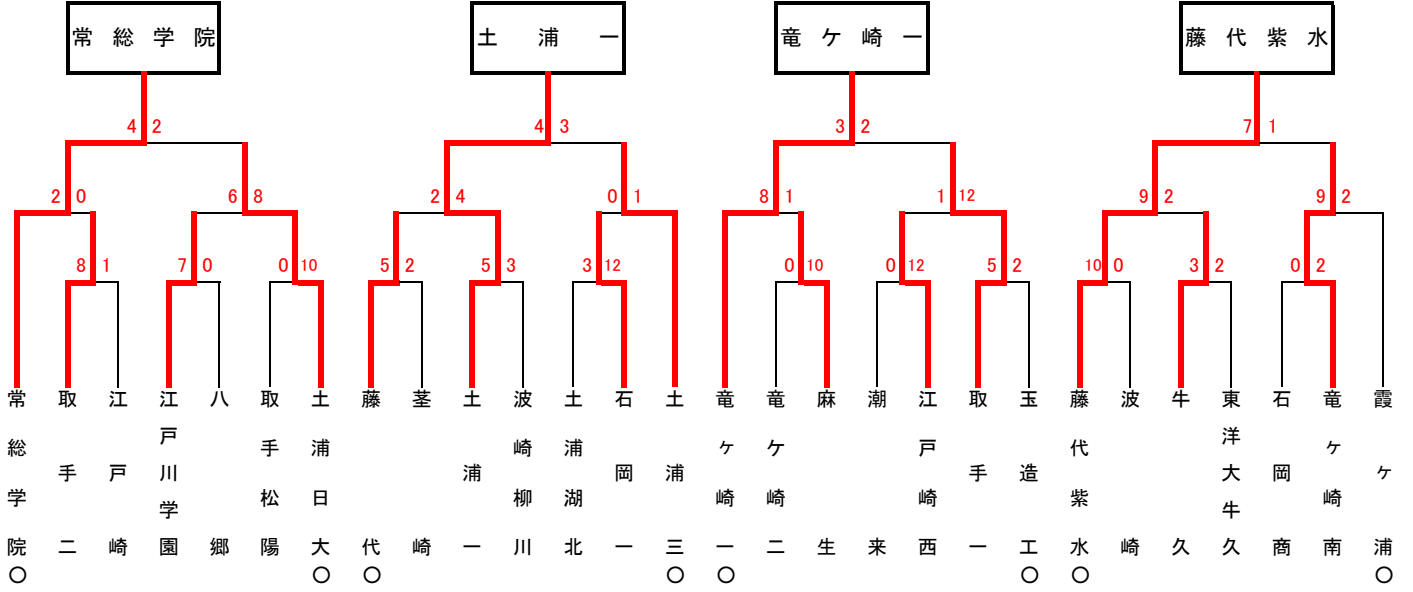 常総学院 土浦一 竜ケ崎一 藤代紫水
4 2 4 3 3 2 7 1
2 0 6 8 2 4 0 1 8 1 1 12 9 2 9 2
8 1 7 0 0 10 5 2 5 3 3 12 0 10 0 12 5 2 10 0 3 2 0 2
常総学院○
取手二
江戸崎
江戸川学園
八郷
取手松陽
土浦日大○
藤代○
茎崎
土浦一
波崎柳川
土浦湖北
石岡一
土浦三○
竜ヶ崎一○
竜ケ崎二
麻生
潮来
江戸崎西
取手一
玉造工○
藤代紫水○
波崎
牛久
東洋大牛久
石岡商
竜ヶ崎南
霞ヶ浦○